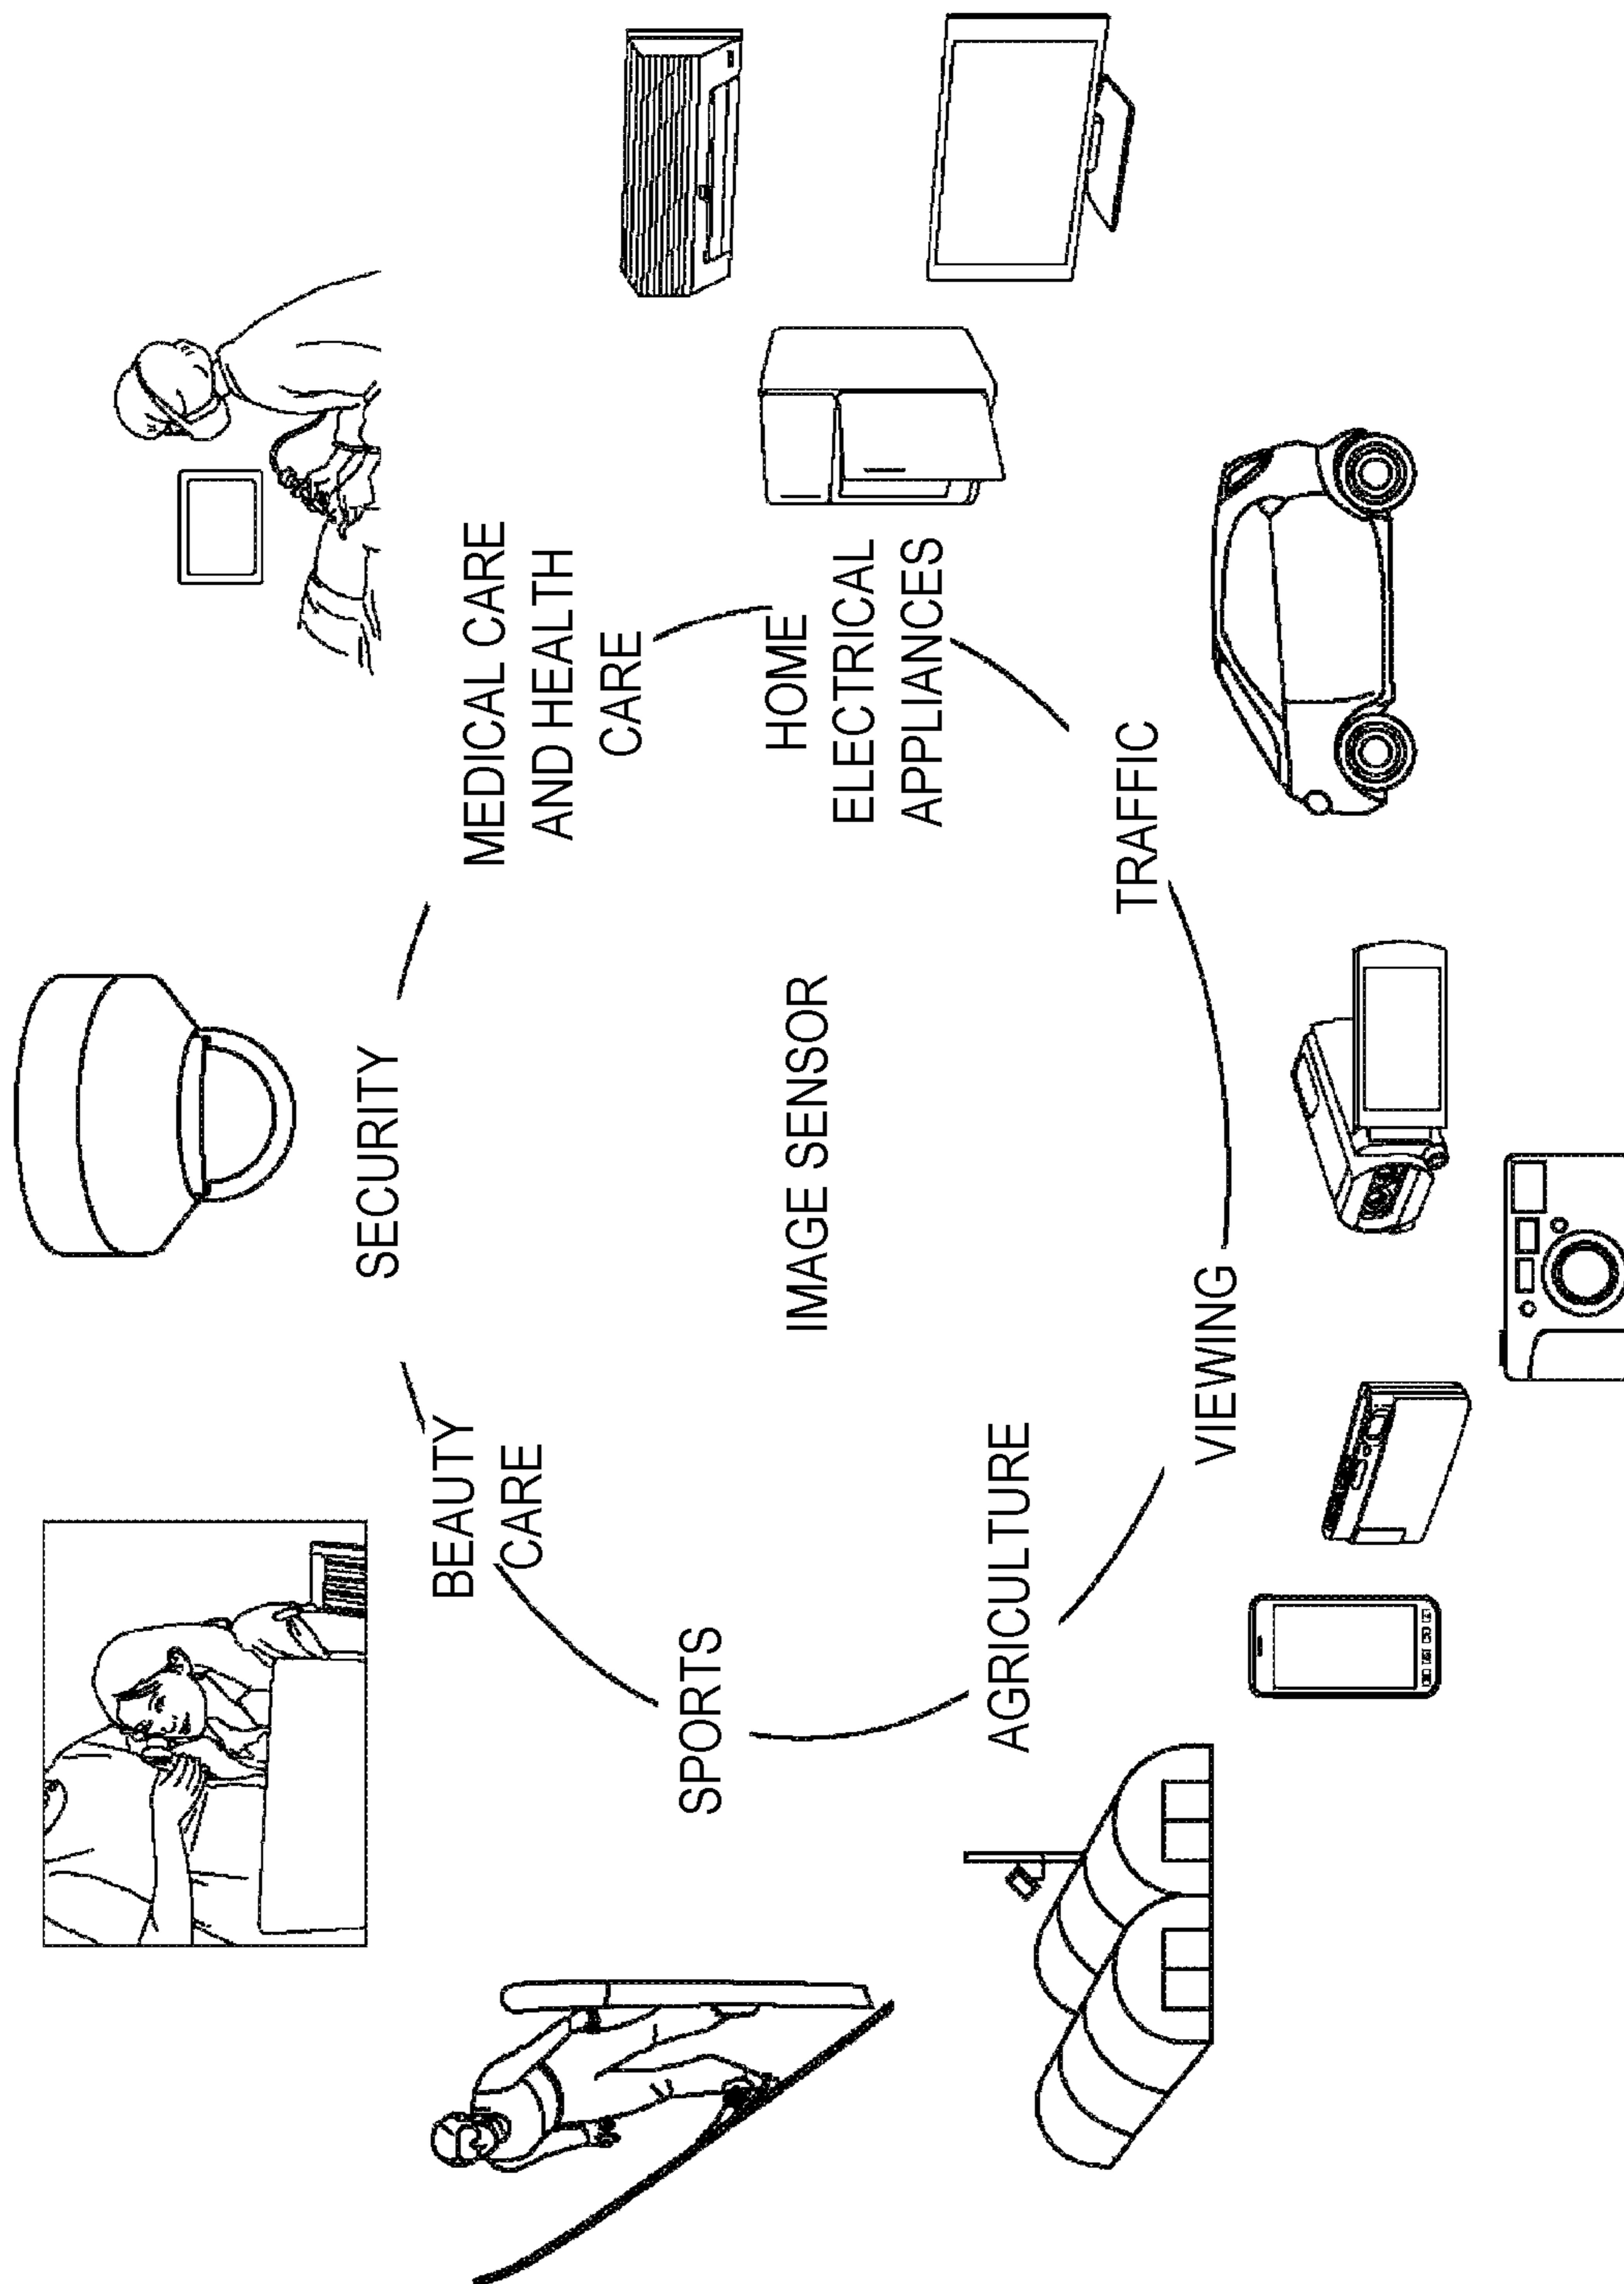 SECURITY
MEDICAL CARE
AND HEALTH
CARE
HOME
ELECTRICAL
APPLIANCES
TRAFFIC
VIEWING
AGRICULTURE
SPORTS
BEAUTY
CARE
IMAGE SENSOR